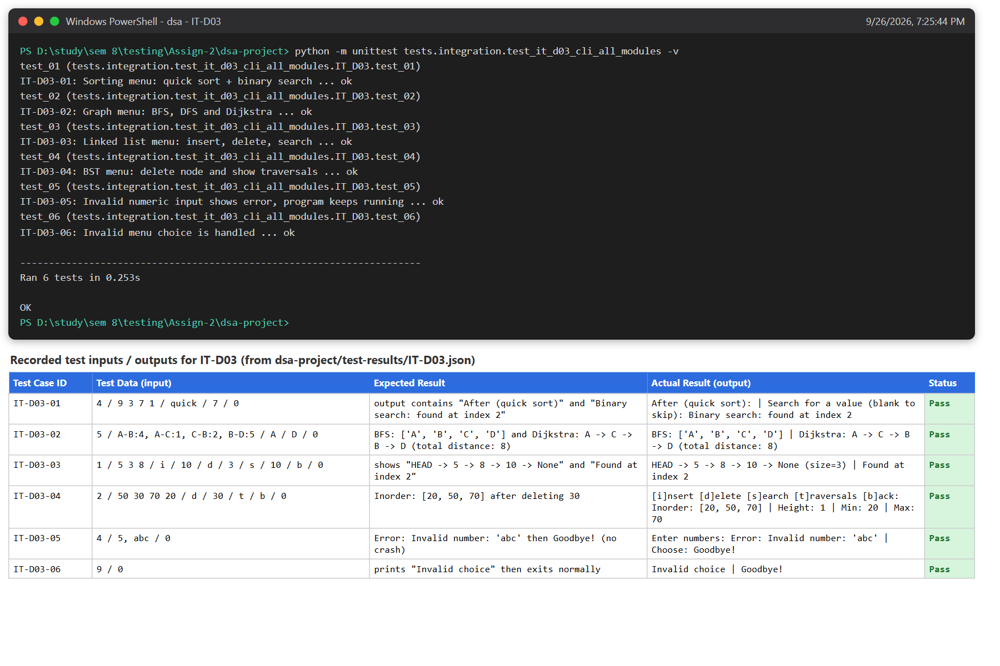 Windows PowerShell - dsa - IT-D03
9/26/2026, 7:25:44 PM
PS D:\study\sem 8\testing\Assign-2\dsa-project> python -m unittest tests.integration.test_it_d03_cli_all_modules -v
test_01 (tests.integration.test_it_d03_cli_all_modules.IT_D03.test_01)
IT-D03-01: Sorting menu: quick sort + binary search ... ok
test_02 (tests.integration.test_it_d03_cli_all_modules.IT_D03.test_02)
IT-D03-02: Graph menu: BFS, DFS and Dijkstra ... ok
test_03 (tests.integration.test_it_d03_cli_all_modules.IT_D03.test_03)
IT-D03-03: Linked list menu: insert, delete, search ... ok
test_04 (tests.integration.test_it_d03_cli_all_modules.IT_D03.test_04)
IT-D03-04: BST menu: delete node and show traversals ... ok
test_05 (tests.integration.test_it_d03_cli_all_modules.IT_D03.test_05)
IT-D03-05: Invalid numeric input shows error, program keeps running ... ok
test_06 (tests.integration.test_it_d03_cli_all_modules.IT_D03.test_06)
IT-D03-06: Invalid menu choice is handled ... ok
----------------------------------------------------------------------
Ran 6 tests in 0.253s
OK
PS D:\study\sem 8\testing\Assign-2\dsa-project>
Recorded test inputs / outputs for IT-D03 (from dsa-project/test-results/IT-D03.json)
Test Case ID Test Data (input) Expected Result Actual Result (output) Status
IT-D03-01 4 / 9 3 7 1 / quick / 7 / 0 output contains "After (quick sort)" and "Binary After (quick sort): | Search for a value (blank to Pass
search: found at index 2" skip): Binary search: found at index 2
IT-D03-02 5 / A-B:4, A-C:1, C-B:2, B-D:5 / A / D / 0 BFS: ['A', 'B', 'C', 'D'] and Dijkstra: A -> C -> BFS: ['A', 'B', 'C', 'D'] | Dijkstra: A -> C -> B Pass
B -> D (total distance: 8) -> D (total distance: 8)
IT-D03-03 1 / 5 3 8 / i / 10 / d / 3 / s / 10 / b / 0 shows "HEAD -> 5 -> 8 -> 10 -> None" and "Found at HEAD -> 5 -> 8 -> 10 -> None (size=3) | Found at Pass
index 2" index 2
IT-D03-04 2 / 50 30 70 20 / d / 30 / t / b / 0 Inorder: [20, 50, 70] after deleting 30 [i]nsert [d]elete [s]earch [t]raversals [b]ack: Pass
Inorder: [20, 50, 70] | Height: 1 | Min: 20 | Max:
70
IT-D03-05 4 / 5, abc / 0 Error: Invalid number: 'abc' then Goodbye! (no Enter numbers: Error: Invalid number: 'abc' | Pass
crash) Choose: Goodbye!
IT-D03-06 9 / 0 prints "Invalid choice" then exits normally Invalid choice | Goodbye! Pass